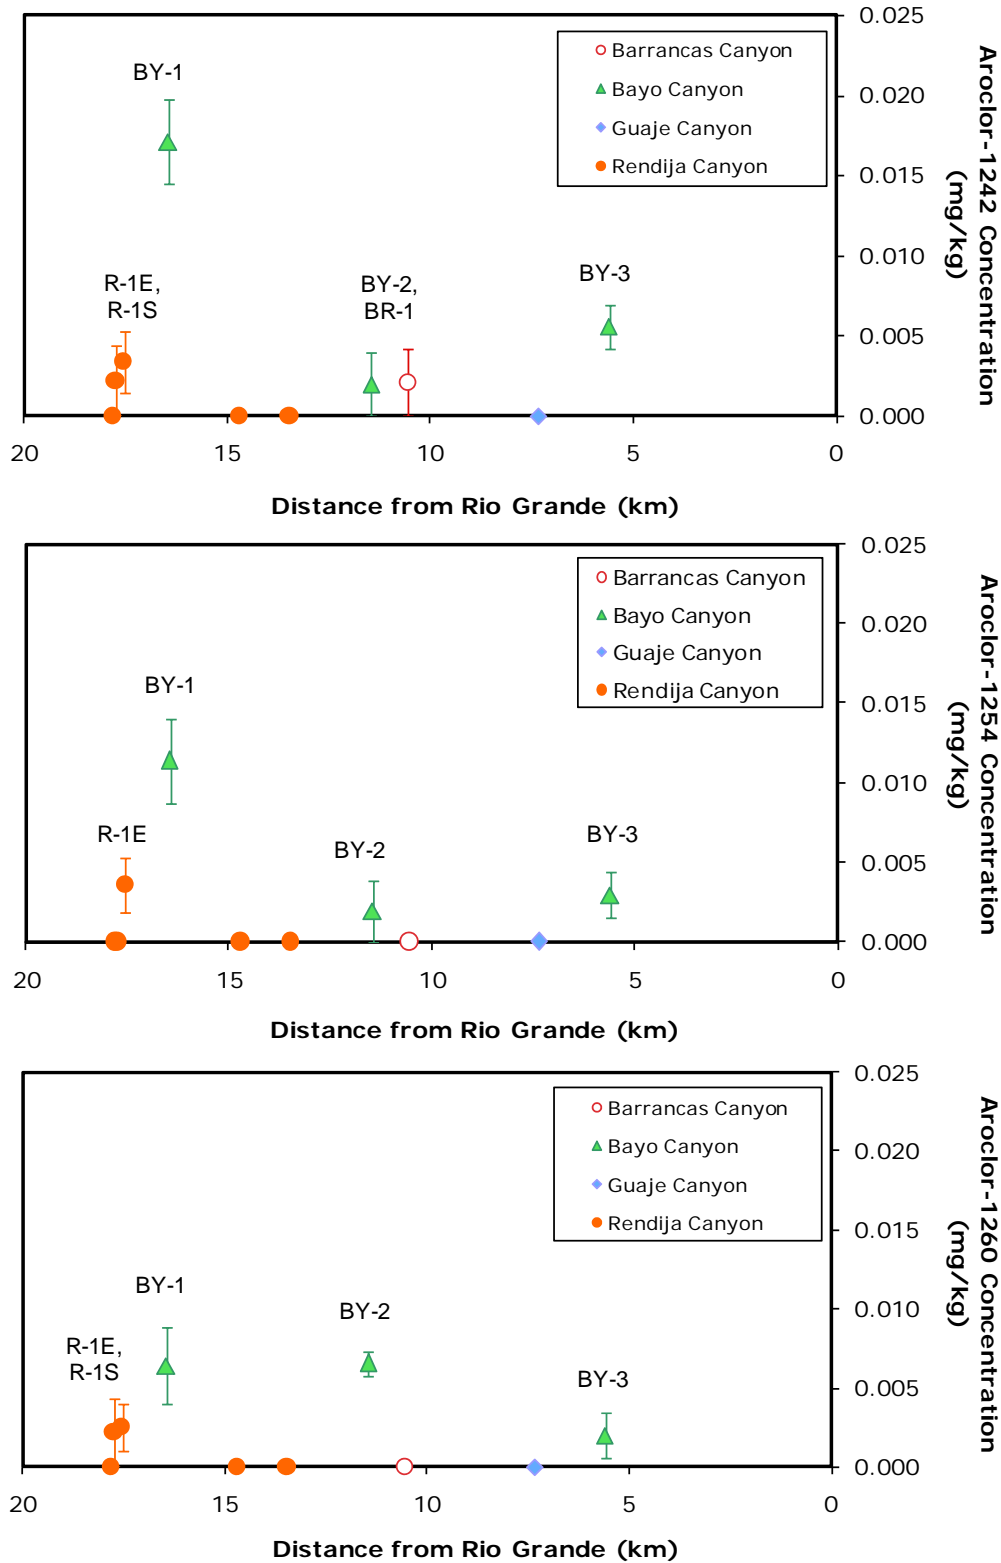 0.025
0.020
0.015
0.010
0.005
0.000
Aroclor-1242 Concentration
(mg/kg)
Barrancas Canyon
Bayo Canyon
Guaje Canyon
Rendija Canyon
BY-1
R-1E,
R-1S
BY-2,
BR-1
BY-3
20
15
10
5
0
Distance from Rio Grande (km)
0.025
0.020
0.015
0.010
0.005
0.000
Aroclor-1254 Concentration
(mg/kg)
Barrancas Canyon
Bayo Canyon
Guaje Canyon
Rendija Canyon
BY-1
R-1E
BY-2
BY-3
20
15
10
5
0
Distance from Rio Grande (km)
0.025
0.020
0.015
0.010
0.005
0.000
Aroclor-1260 Concentration
(mg/kg)
Barrancas Canyon
Bayo Canyon
Guaje Canyon
Rendija Canyon
BY-1
R-1E,
R-1S
BY-2
BY-3
20
15
10
5
0
Distance from Rio Grande (km)